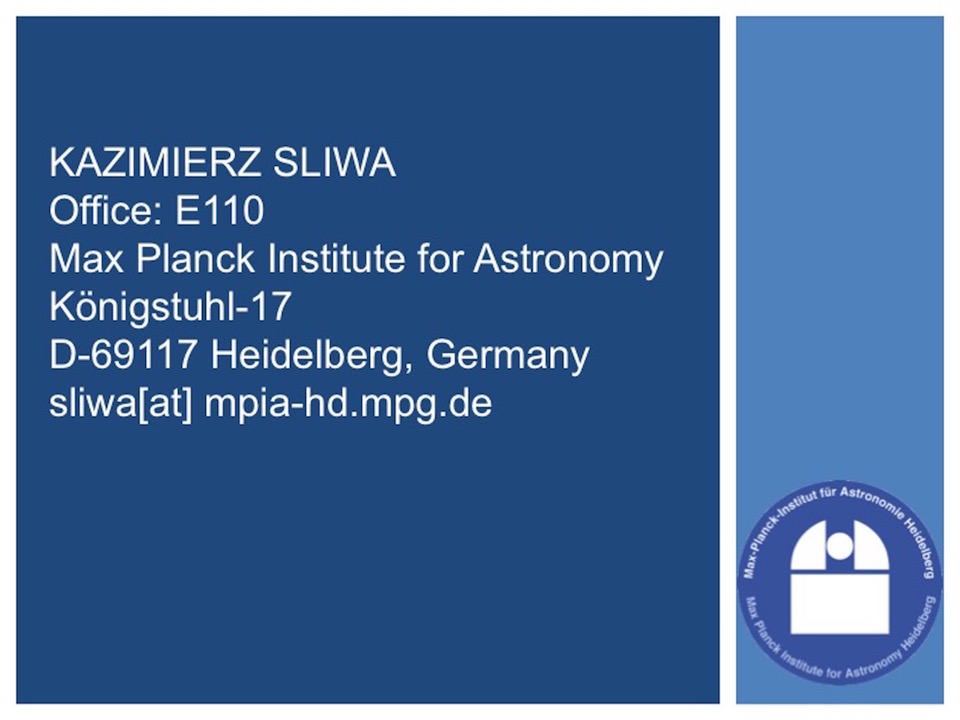 KAZIMIERZ SLIWA
Office: E110
Max Planck Institute for Astronomy
Königstuhl-17
D-69117 Heidelberg, Germany
sliwa[at] mpia-hd.mpg.de
Max-Planck-Institut für Astronomie Heidelberg
Max Planck Institute for Astronomy Heidelberg